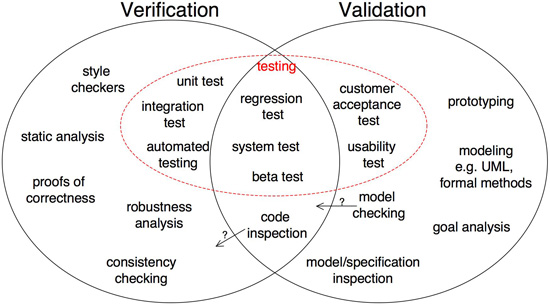 Verification
Validation
testing
style
checkers
unit test
customer
acceptance
test
regression
test
prototyping
integration
test
static analysis
automated
testing
system test
usability
test
modeling
e.g. UML,
formal methods
beta test
proofs of
correctness
robustness
analysis
?
model
checking
code
inspection
?
goal analysis
consistency
checking
model/specification
inspection